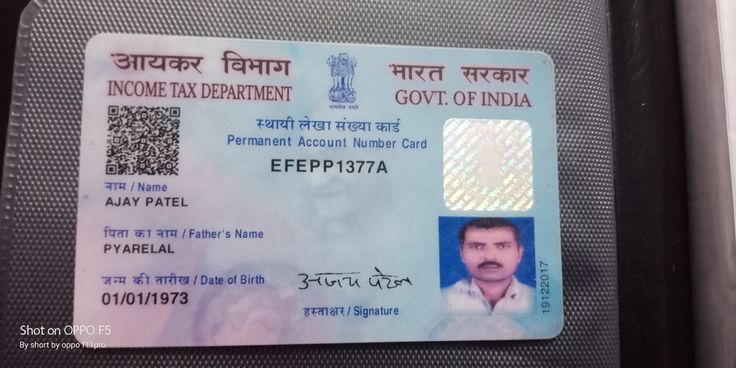 आयकर विभाग
INCOME TAX DEPARTMENT
भारत सरकार
GOVT. OF INDIA
सत्यमेव जयते
स्थायी लेखा संख्या कार्ड
Permanent Account Number Card
EFEPP1377A
नाम / Name
AJAY PATEL
पिता का नाम / Father's Name
PYARELAL
जन्म की तारीख / Date of Birth
01/01/1973
अजय पटेल
हस्ताक्षर / Signature
19122017
Shot on OPPO F5
By short by oppo111pro